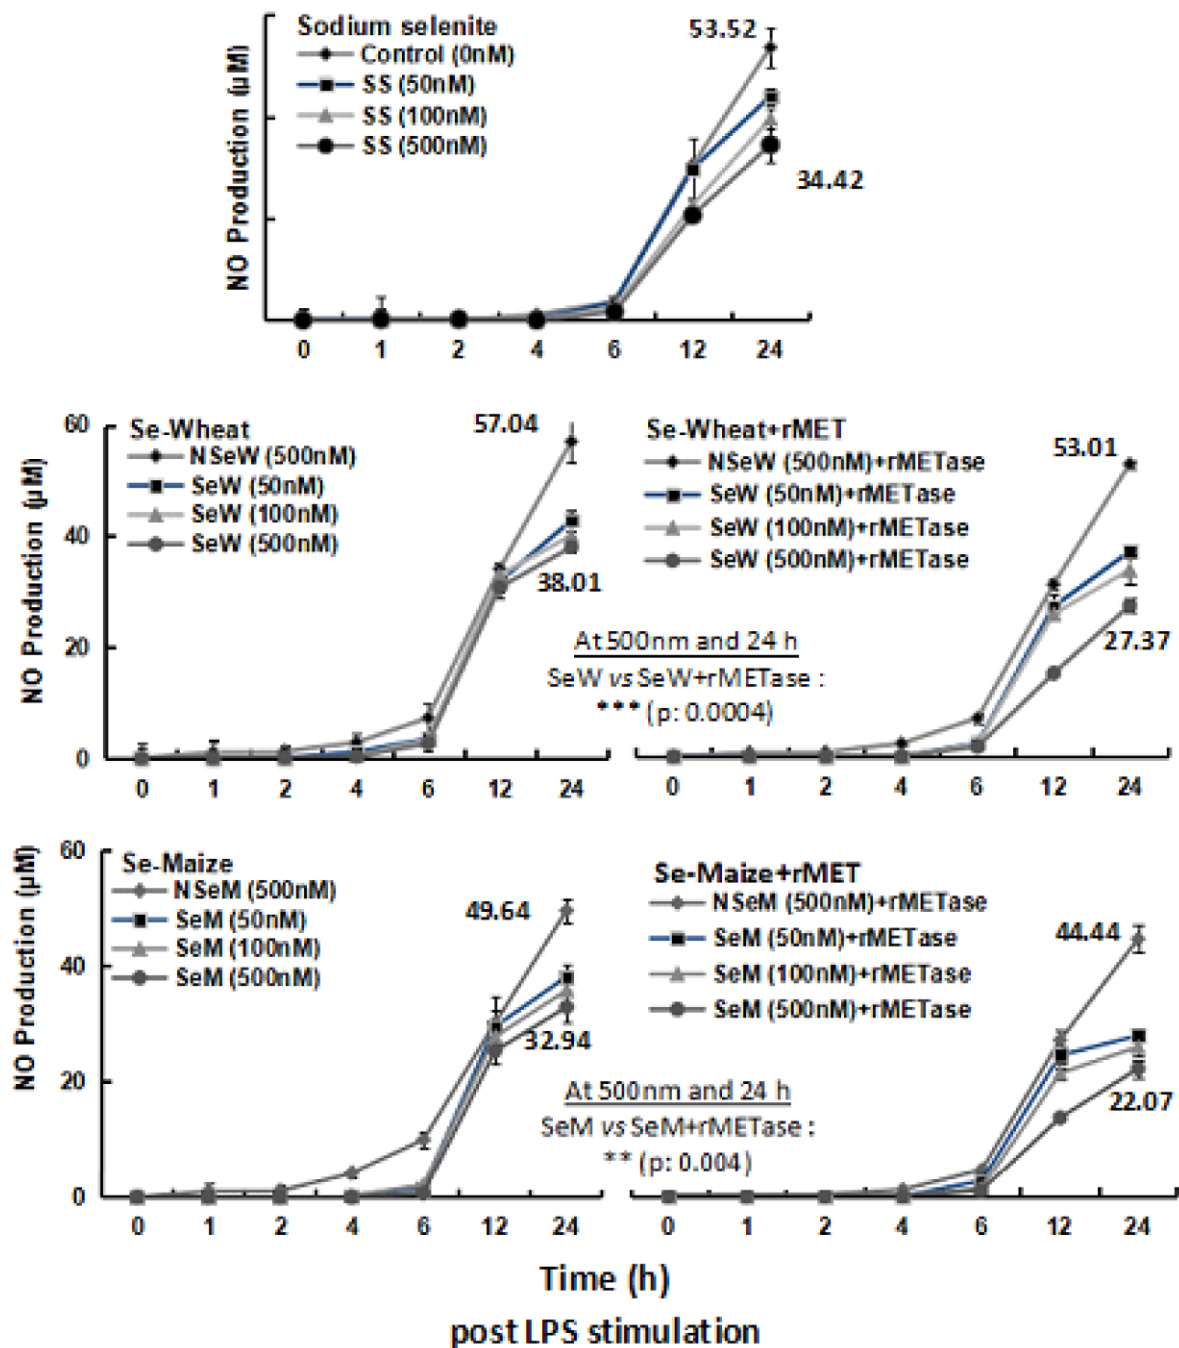 Sodium selenite
Control (0nM)
SS (50nM)
SS (100nM)
SS (500nM)
53.52
34.42
NO Production (µM)
0 1 2 4 6 12 24
Se-Wheat
NSeW (500nM)
SeW (50nM)
SeW (100nM)
SeW (500nM)
57.04
38.01
NO Production (µM)
60
40
20
0
0 1 2 4 6 12 24
Se-Wheat+rMET
NSeW (500nM)+rMETase
SeW (50nM)+rMETase
SeW (100nM)+rMETase
SeW (500nM)+rMETase
53.01
27.37
At 500nm and 24 h
SeW vs SeW+rMETase :
*** (p: 0.0004)
0 1 2 4 6 12 24
Se-Maize
NSeM (500nM)
SeM (50nM)
SeM (100nM)
SeM (500nM)
49.64
32.94
NO Production (µM)
60
40
20
0
0 1 2 4 6 12 24
Se-Maize+rMET
NSeM (500nM)+rMETase
SeM (50nM)+rMETase
SeM (100nM)+rMETase
SeM (500nM)+rMETase
44.44
22.07
At 500nm and 24 h
SeM vs SeM+rMETase :
** (p: 0.004)
0 1 2 4 6 12 24
Time (h)
post LPS stimulation